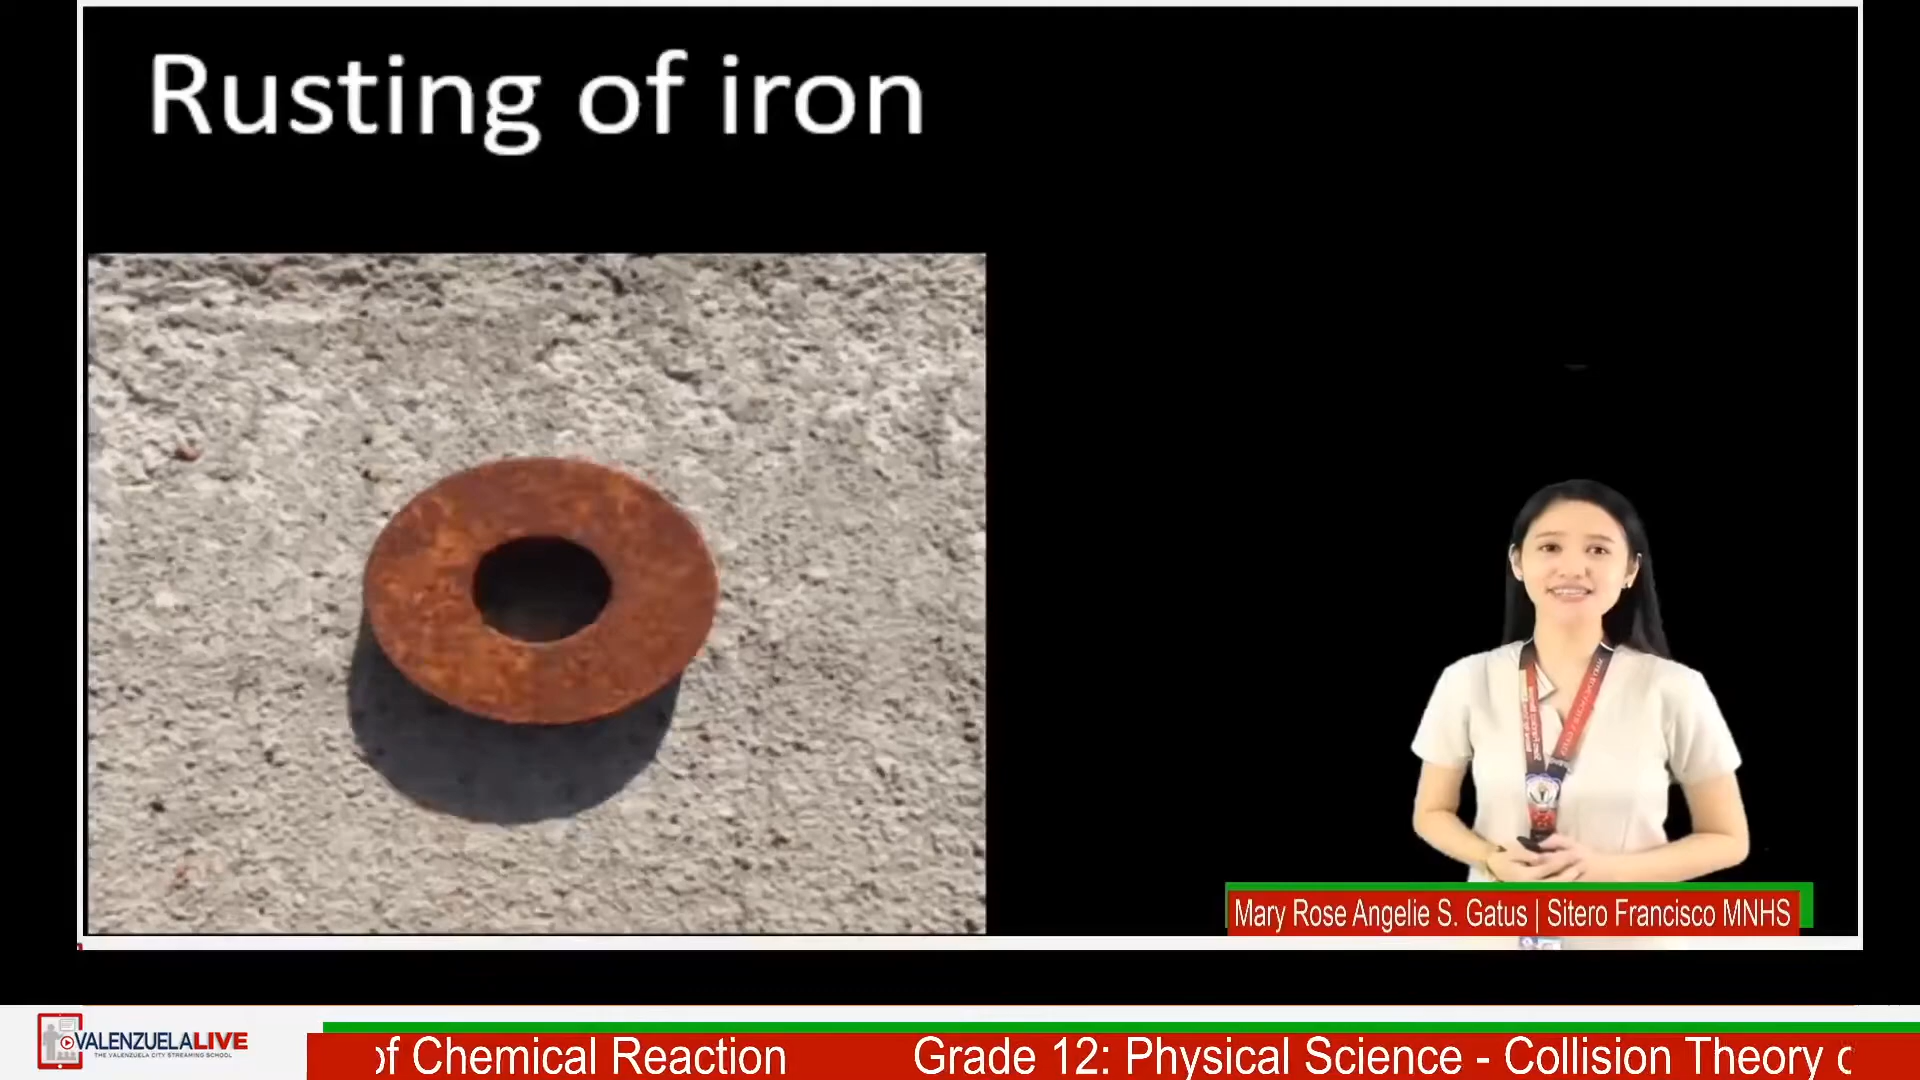 Rusting of iron
Mary Rose Angelie S. Gatus | Sitero Francisco MNHS
VALENZUELALIVE
THE VALENZUELA CITY STREAMING SCHOOL
of Chemical Reaction Grade 12: Physical Science - Collision Theory